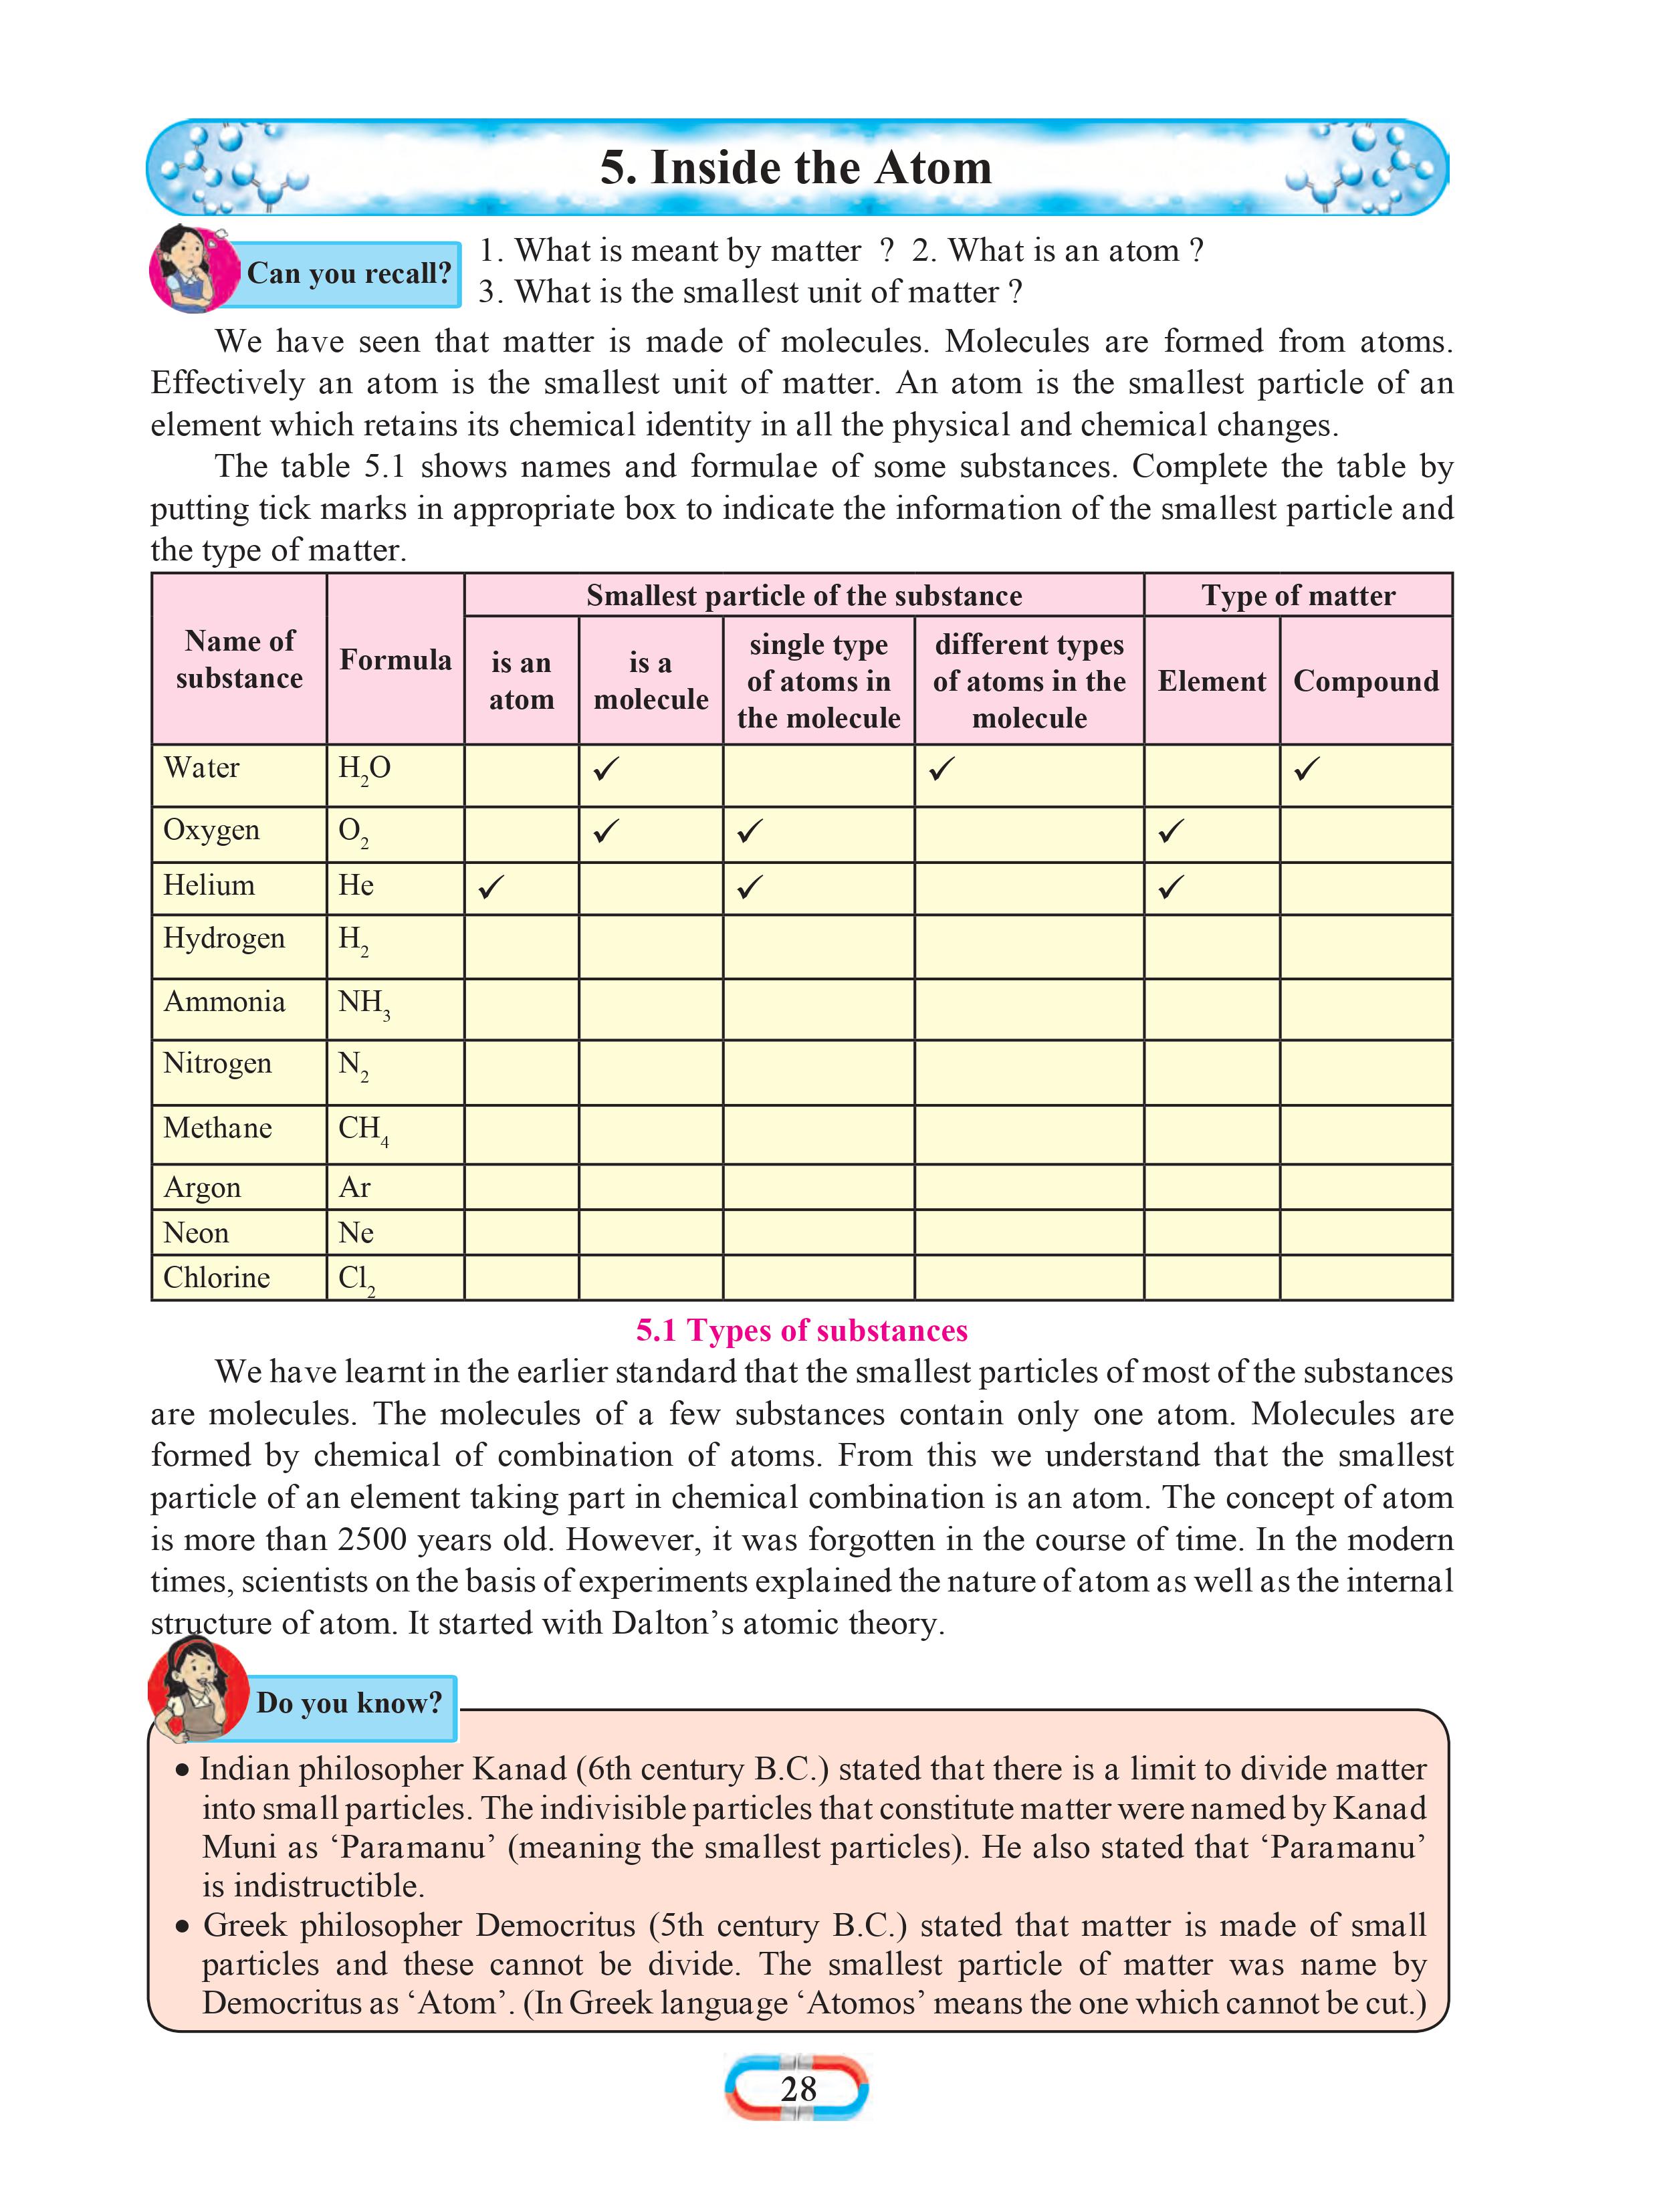 5. Inside the Atom
Can you recall?
1. What is meant by matter ? 2. What is an atom ?
3. What is the smallest unit of matter ?
We have seen that matter is made of molecules. Molecules are formed from atoms.
Effectively an atom is the smallest unit of matter. An atom is the smallest particle of an
element which retains its chemical identity in all the physical and chemical changes.
The table 5.1 shows names and formulae of some substances. Complete the table by
putting tick marks in appropriate box to indicate the information of the smallest particle and
the type of matter.
Name of substance Formula Smallest particle of the substance Type of matter
is an atom is a molecule single type of atoms in the molecule different types of atoms in the molecule Element Compound
Water H₂O ✓ ✓ ✓
Oxygen O₂ ✓ ✓ ✓
Helium He ✓ ✓ ✓
Hydrogen H₂
Ammonia NH₃
Nitrogen N₂
Methane CH₄
Argon Ar
Neon Ne
Chlorine Cl₂
5.1 Types of substances
We have learnt in the earlier standard that the smallest particles of most of the substances
are molecules. The molecules of a few substances contain only one atom. Molecules are
formed by chemical of combination of atoms. From this we understand that the smallest
particle of an element taking part in chemical combination is an atom. The concept of atom
is more than 2500 years old. However, it was forgotten in the course of time. In the modern
times, scientists on the basis of experiments explained the nature of atom as well as the internal
structure of atom. It started with Dalton’s atomic theory.
Do you know?
• Indian philosopher Kanad (6th century B.C.) stated that there is a limit to divide matter
into small particles. The indivisible particles that constitute matter were named by Kanad
Muni as ‘Paramanu’ (meaning the smallest particles). He also stated that ‘Paramanu’
is indistructible.
• Greek philosopher Democritus (5th century B.C.) stated that matter is made of small
particles and these cannot be divide. The smallest particle of matter was name by
Democritus as ‘Atom’. (In Greek language ‘Atomos’ means the one which cannot be cut.)
28